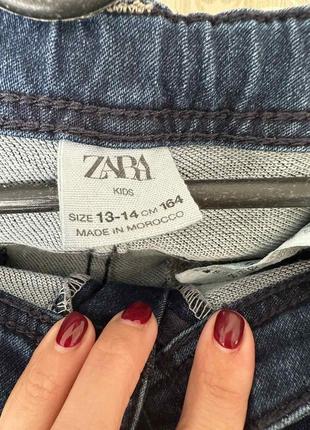 ZARA
KIDS
SIZE 13-14 CM 164
MADE IN MOROCCO